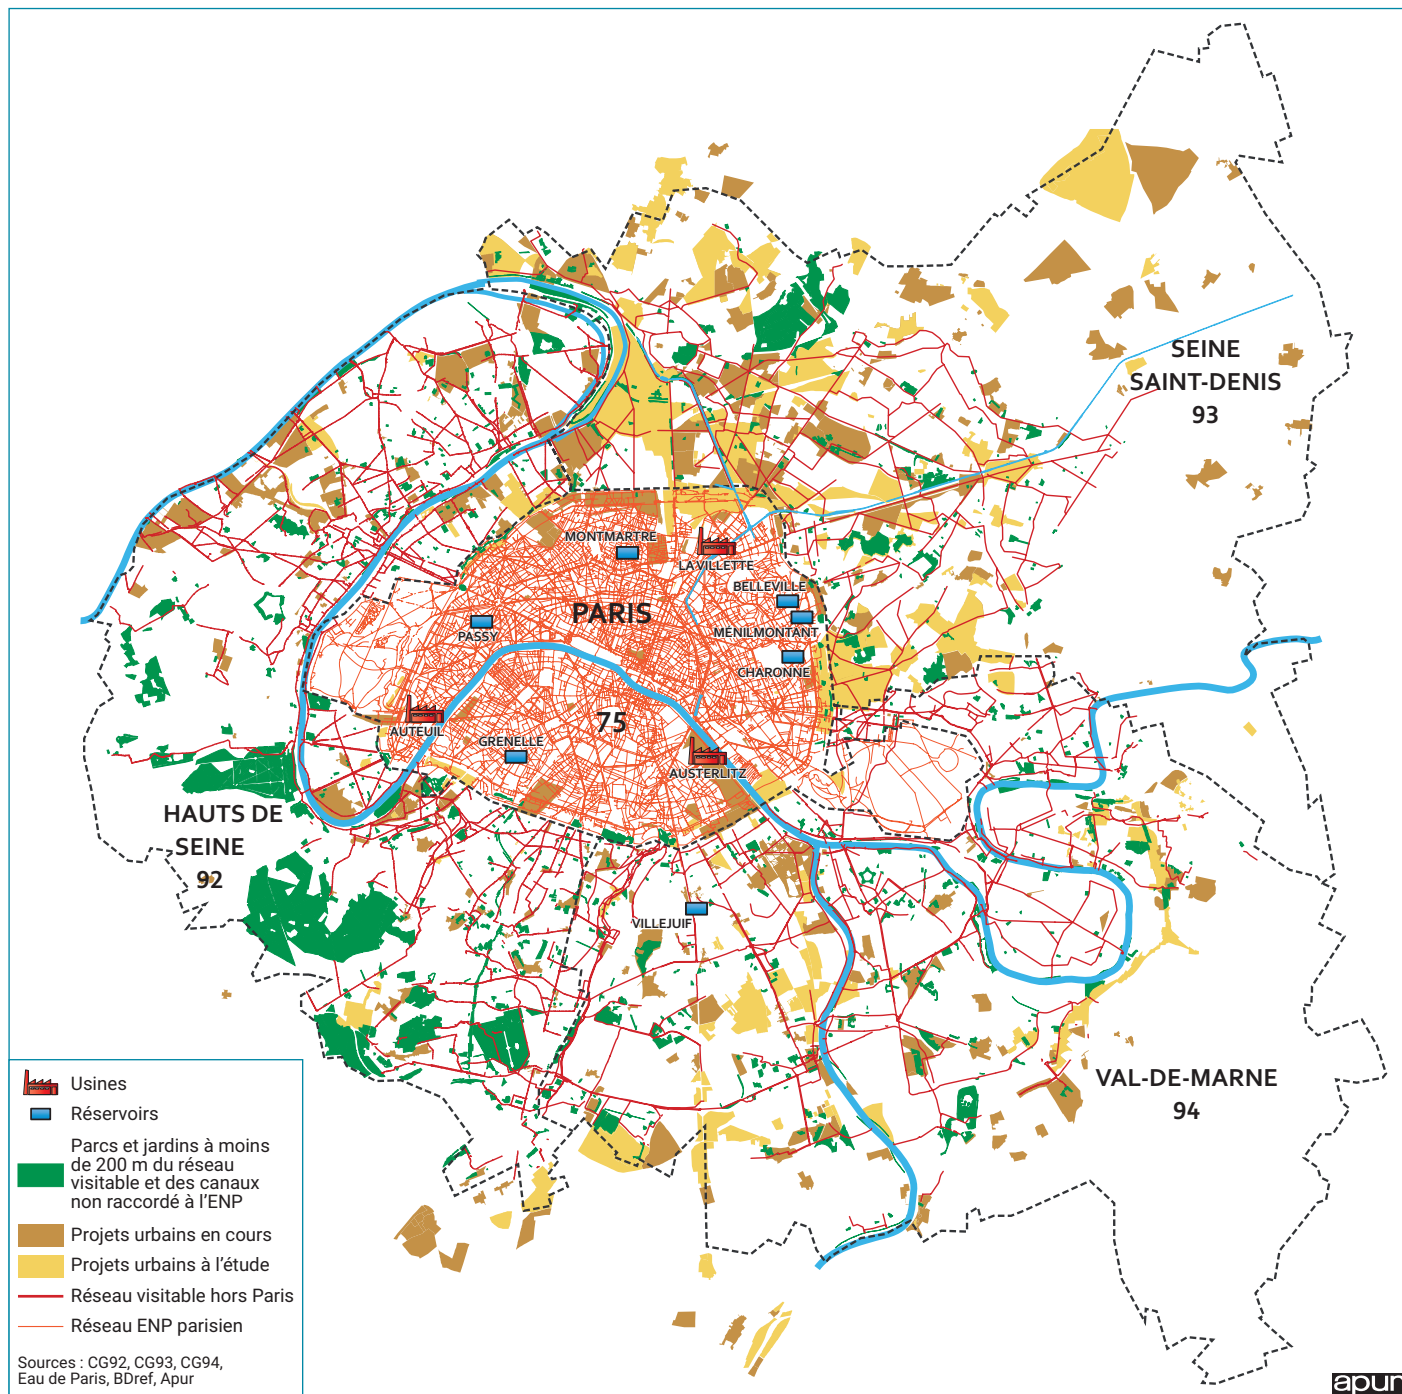 SEINE
SAINT-DENIS
93
MONTMARTRE
LA VILLETTE
BELLEVILLE
PARIS
MÉNILMONTANT
PASSY
CHARONNE
75
AUTEUIL
GRENELLE
AUSTERLITZ
HAUTS DE
SEINE
92
VILLEJUIF
VAL-DE-MARNE
94
Usines
Réservoirs
Parcs et jardins à moins
de 200 m du réseau
visitable et des canaux
non raccordé à l'ENP
Projets urbains en cours
Projets urbains à l'étude
Réseau visitable hors Paris
Réseau ENP parisien
Sources : CG92, CG93, CG94,
Eau de Paris, BDref, Apur
apur